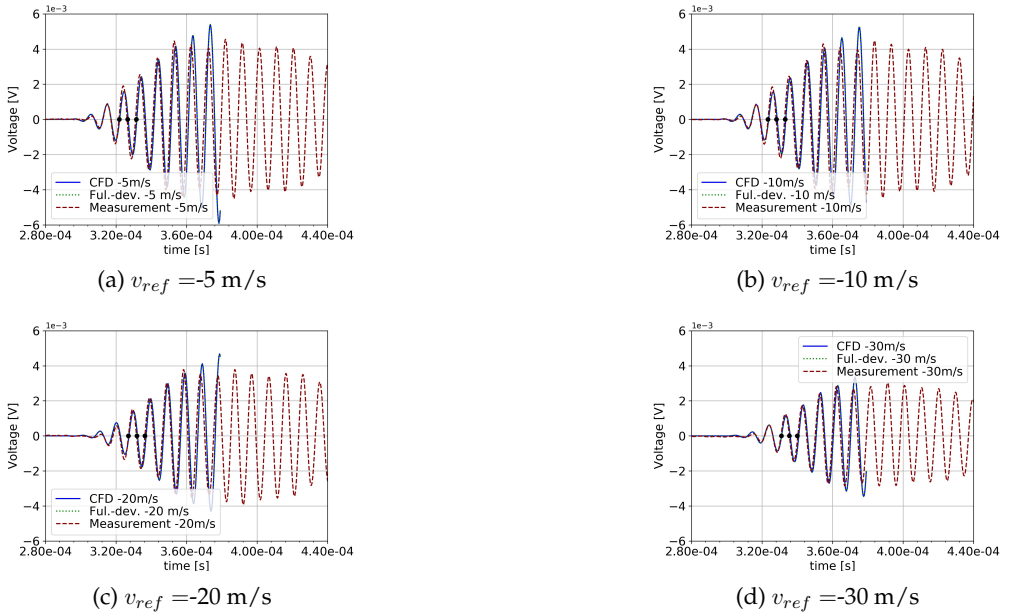 1e−3
6
4
2
0
−2
−4
−6
Voltage [V]
CFD -5m/s
Ful.-dev. -5 m/s
Measurement -5m/s
2.80e-04 3.20e-04 3.60e-04 4.00e-04 4.40e-04
time [s]
(a) v_ref =-5 m/s
1e−3
6
4
2
0
−2
−4
−6
Voltage [V]
CFD -10m/s
Ful.-dev. -10 m/s
Measurement -10m/s
2.80e-04 3.20e-04 3.60e-04 4.00e-04 4.40e-04
time [s]
(b) v_ref =-10 m/s
1e−3
6
4
2
0
−2
−4
−6
Voltage [V]
CFD -20m/s
Ful.-dev. -20 m/s
Measurement -20m/s
2.80e-04 3.20e-04 3.60e-04 4.00e-04 4.40e-04
time [s]
(c) v_ref =-20 m/s
1e−3
6
4
2
0
−2
−4
−6
Voltage [V]
CFD -30m/s
Ful.-dev. -30 m/s
Measurement -30m/s
2.80e-04 3.20e-04 3.60e-04 4.00e-04 4.40e-04
time [s]
(d) v_ref =-30 m/s